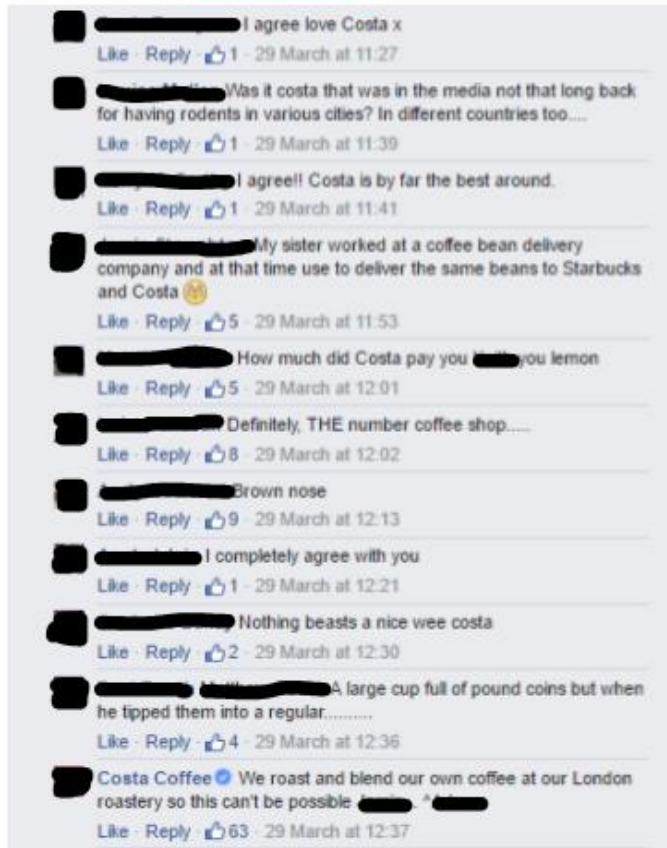 I agree love Costa x
Like · Reply · 1 · 29 March at 11:27
Was it costa that was in the media not that long back
for having rodents in various cities? In different countries too....
Like · Reply · 1 · 29 March at 11:39
I agree!! Costa is by far the best around.
Like · Reply · 1 · 29 March at 11:41
My sister worked at a coffee bean delivery
company and at that time use to deliver the same beans to Starbucks
and Costa
Like · Reply · 5 · 29 March at 11:53
How much did Costa pay you you lemon
Like · Reply · 5 · 29 March at 12:01
Definitely, THE number coffee shop.....
Like · Reply · 8 · 29 March at 12:02
Brown nose
Like · Reply · 9 · 29 March at 12:13
I completely agree with you
Like · Reply · 1 · 29 March at 12:21
Nothing beasts a nice wee costa
Like · Reply · 2 · 29 March at 12:30
A large cup full of pound coins but when
he tipped them into a regular..........
Like · Reply · 4 · 29 March at 12:36
Costa Coffee We roast and blend our own coffee at our London
roastery so this can't be possible . ^
Like · Reply · 63 · 29 March at 12:37